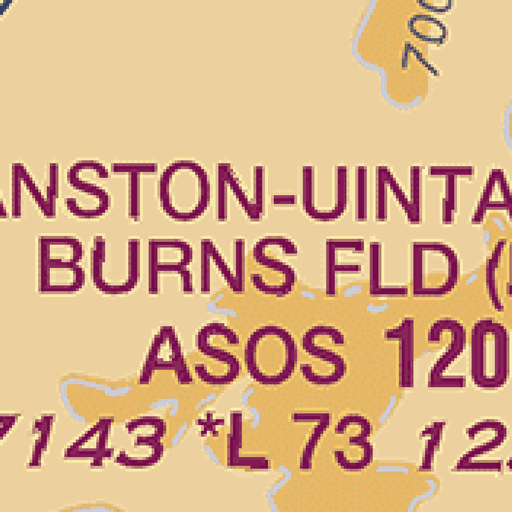 700
ANSTON-UINTA
BURNS FLD (
ASOS 120
7143 *L 73 12